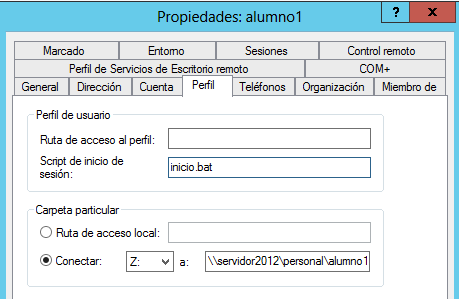 Propiedades: alumno1
? X
Marcado Entorno Sesiones Control remoto
Perfil de Servicios de Escritorio remoto COM+
General Dirección Cuenta Perfil Teléfonos Organización Miembro de
Perfil de usuario
Ruta de acceso al perfil:
Script de inicio de
sesión:
inicio.bat
Carpeta particular
Ruta de acceso local:
Conectar: Z: a: \\servidor2012\personal\alumno1